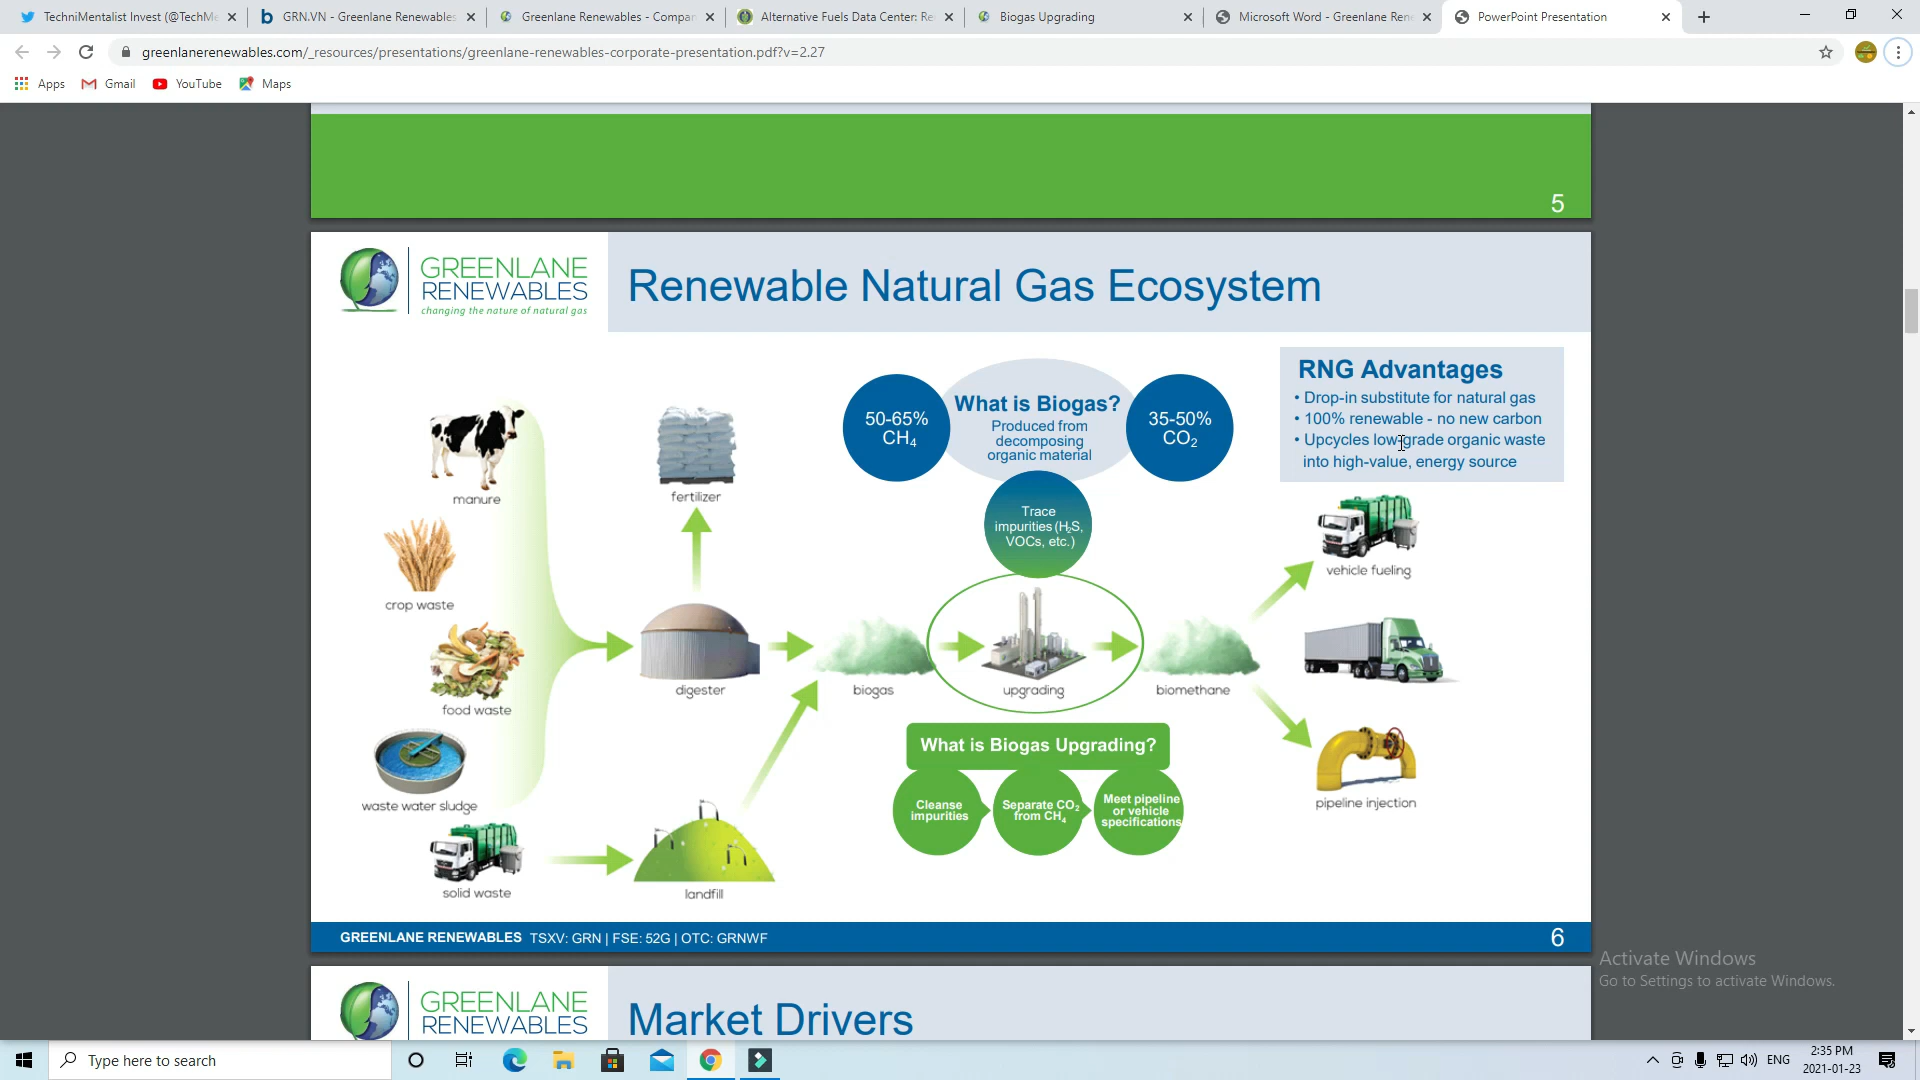 TechniMentalist Invest (@TechMe
GRN.VN - Greenlane Renewables
Greenlane Renewables - Compan
Alternative Fuels Data Center: Re
Biogas Upgrading
Microsoft Word - Greenlane Ren
PowerPoint Presentation
greenlanerenewables.com/_resources/presentations/greenlane-renewables-corporate-presentation.pdf?v=2.27
Apps
Gmail
YouTube
Maps
5
GREENLANE
RENEWABLES
changing the nature of natural gas
Renewable Natural Gas Ecosystem
RNG Advantages
• Drop-in substitute for natural gas
• 100% renewable - no new carbon
• Upcycles low-grade organic waste
into high-value, energy source
50-65%
CH₄
What is Biogas?
Produced from
decomposing
organic material
35-50%
CO₂
Trace
impurities (H₂S,
VOCs, etc.)
manure
fertilizer
crop waste
food waste
waste water sludge
solid waste
digester
landfill
biogas
upgrading
biomethane
vehicle fueling
pipeline injection
What is Biogas Upgrading?
Cleanse
impurities
Separate CO₂
from CH₄
Meet pipeline
or vehicle
specifications
GREENLANE RENEWABLES TSXV: GRN | FSE: 52G | OTC: GRNWF
6
GREENLANE
RENEWABLES
Market Drivers
Activate Windows
Go to Settings to activate Windows.
Type here to search
ENG
2:35 PM
2021-01-23